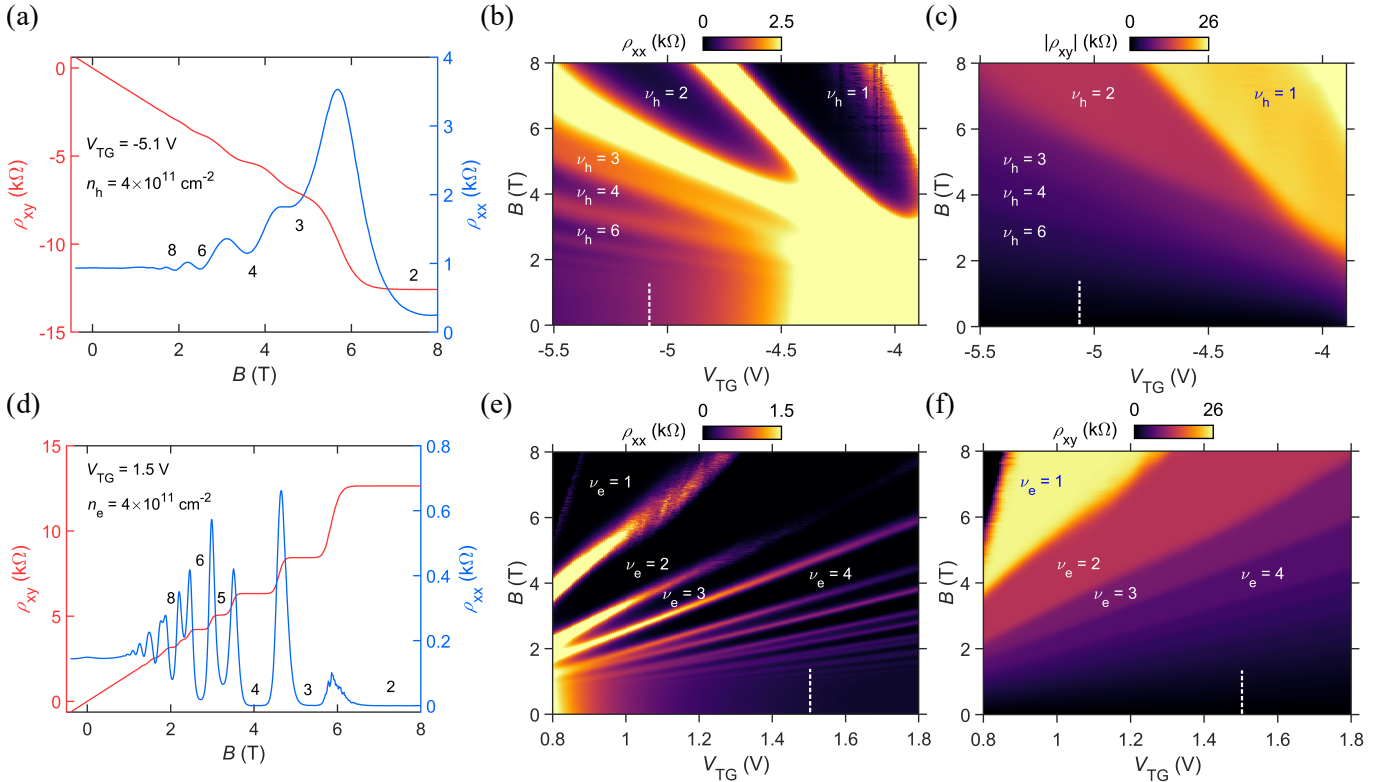 (a)
ρxy (kΩ)
0
-5
-10
-15
VTG = -5.1 V
nh = 4×10^11 cm-2
8
6
4
3
2
4
3
2
1
0
ρxx (kΩ)
0
2
4
6
8
B (T)
(b)
0
2.5
ρxx (kΩ)
B (T)
8
6
4
2
0
νh = 2
νh = 1
νh = 3
νh = 4
νh = 6
-5.5
-5
-4.5
-4
VTG (V)
(c)
0
26
|ρxy| (kΩ)
B (T)
8
6
4
2
0
νh = 2
νh = 1
νh = 3
νh = 4
νh = 6
-5.5
-5
-4.5
-4
VTG (V)
(d)
ρxy (kΩ)
15
10
5
0
VTG = 1.5 V
ne = 4×10^11 cm-2
8
6
5
4
3
2
0.8
0.6
0.4
0.2
0
ρxx (kΩ)
0
2
4
6
8
B (T)
(e)
0
1.5
ρxx (kΩ)
B (T)
8
6
4
2
0
νe = 1
νe = 2
νe = 3
νe = 4
0.8
1
1.2
1.4
1.6
1.8
VTG (V)
(f)
0
26
ρxy (kΩ)
B (T)
8
6
4
2
0
νe = 1
νe = 2
νe = 3
νe = 4
0.8
1
1.2
1.4
1.6
1.8
VTG (V)